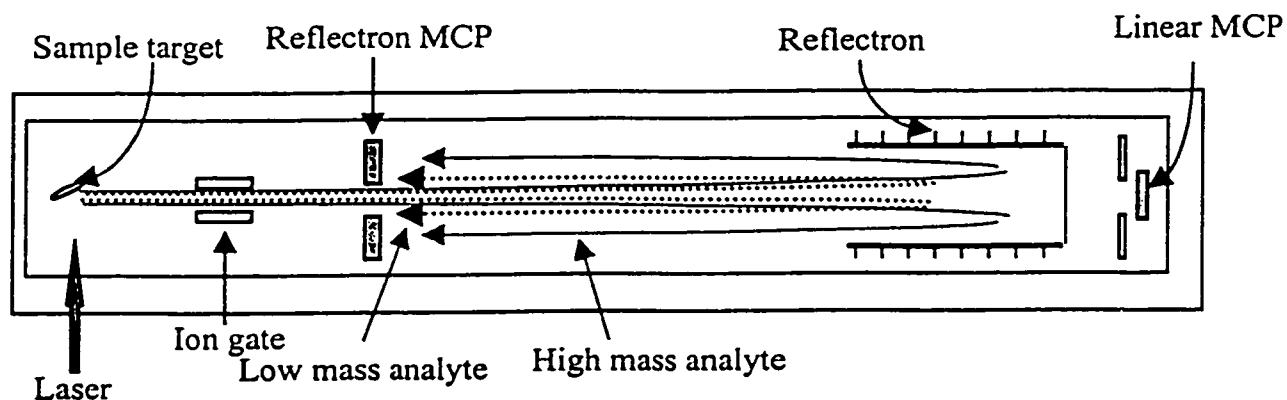 Sample target
Reflectron MCP
Reflectron
Linear MCP
Ion gate
Low mass analyte
High mass analyte
Laser